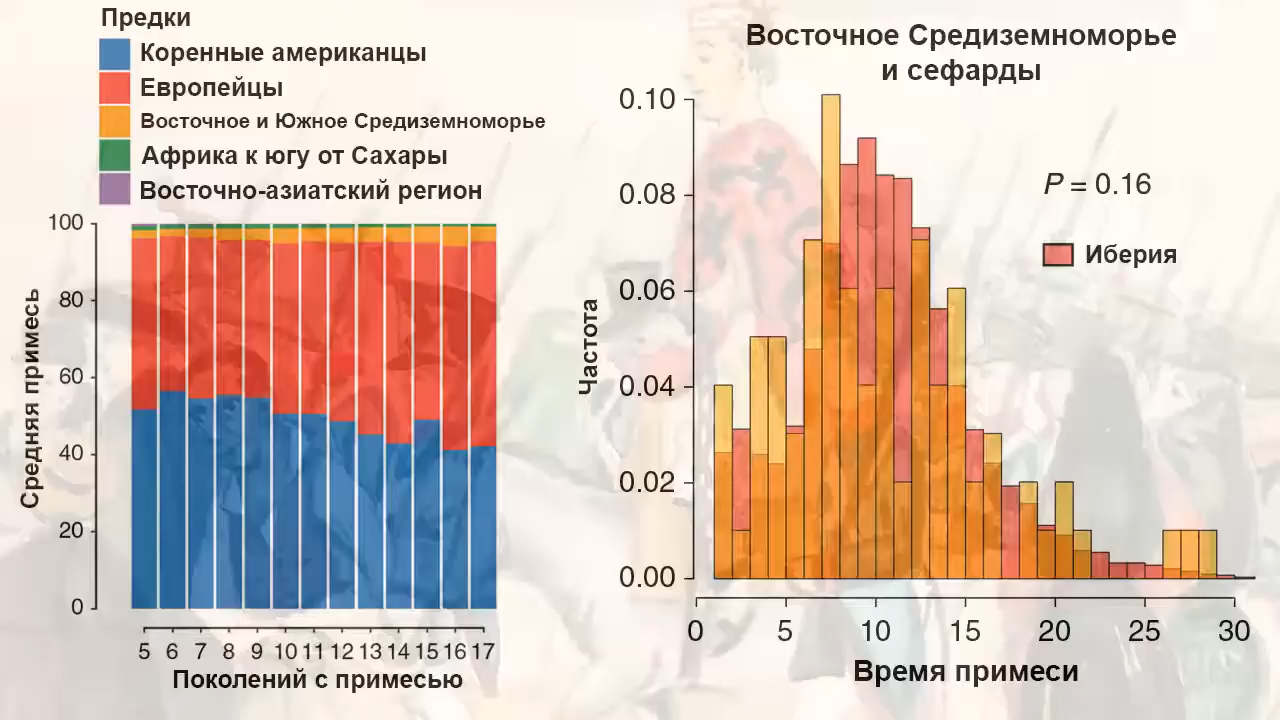 Предки
Коренные американцы
Европейцы
Восточное и Южное Средиземноморье
Африка к югу от Сахары
Восточно-азиатский регион
Средняя примесь
100
80
60
40
20
0
5 6 7 8 9 10 11 12 13 14 15 16 17
Поколений с примесью
Восточное Средиземноморье
и сефарды
P = 0.16
Иберия
Частота
0.10
0.08
0.06
0.04
0.02
0.00
0 5 10 15 20 25 30
Время примеси